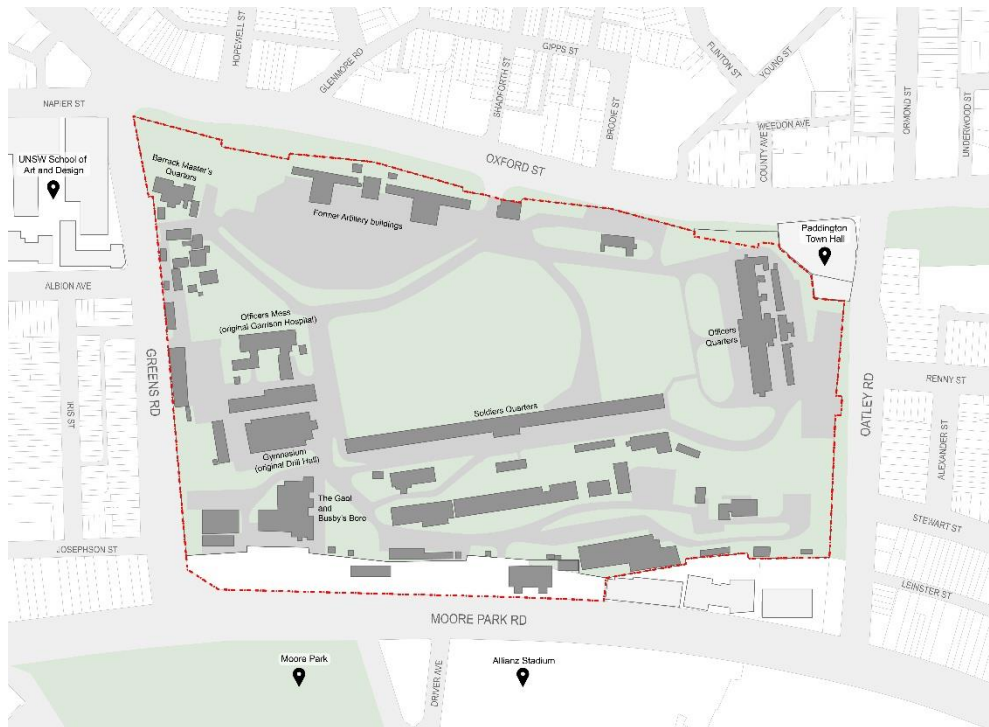 HOPEWELL ST
GLENMORE RD
GIPPS ST
SHADFORTH ST
BRODIE ST
FLINTON ST
YOUNG ST
WEEDON AVE
COUNTY AVE
ORMOND ST
UNDERWOOD ST
NAPIER ST
UNSW School of
Art and Design
Barrack Master's
Quarters
OXFORD ST
Former Artillery buildings
Paddington
Town Hall
ALBION AVE
Officers Mess
(original Garrison Hospital)
Officers
Quarters
GREENS RD
IRIS ST
OATLEY RD
RENNY ST
ALEXANDER ST
Soldiers Quarters
Gymnasium
(original Drill Hall)
The Gaol
and
Busby's Bore
JOSEPHSON ST
STEWART ST
LEINSTER ST
MOORE PARK RD
Moore Park
DRIVER AVE
Allianz Stadium